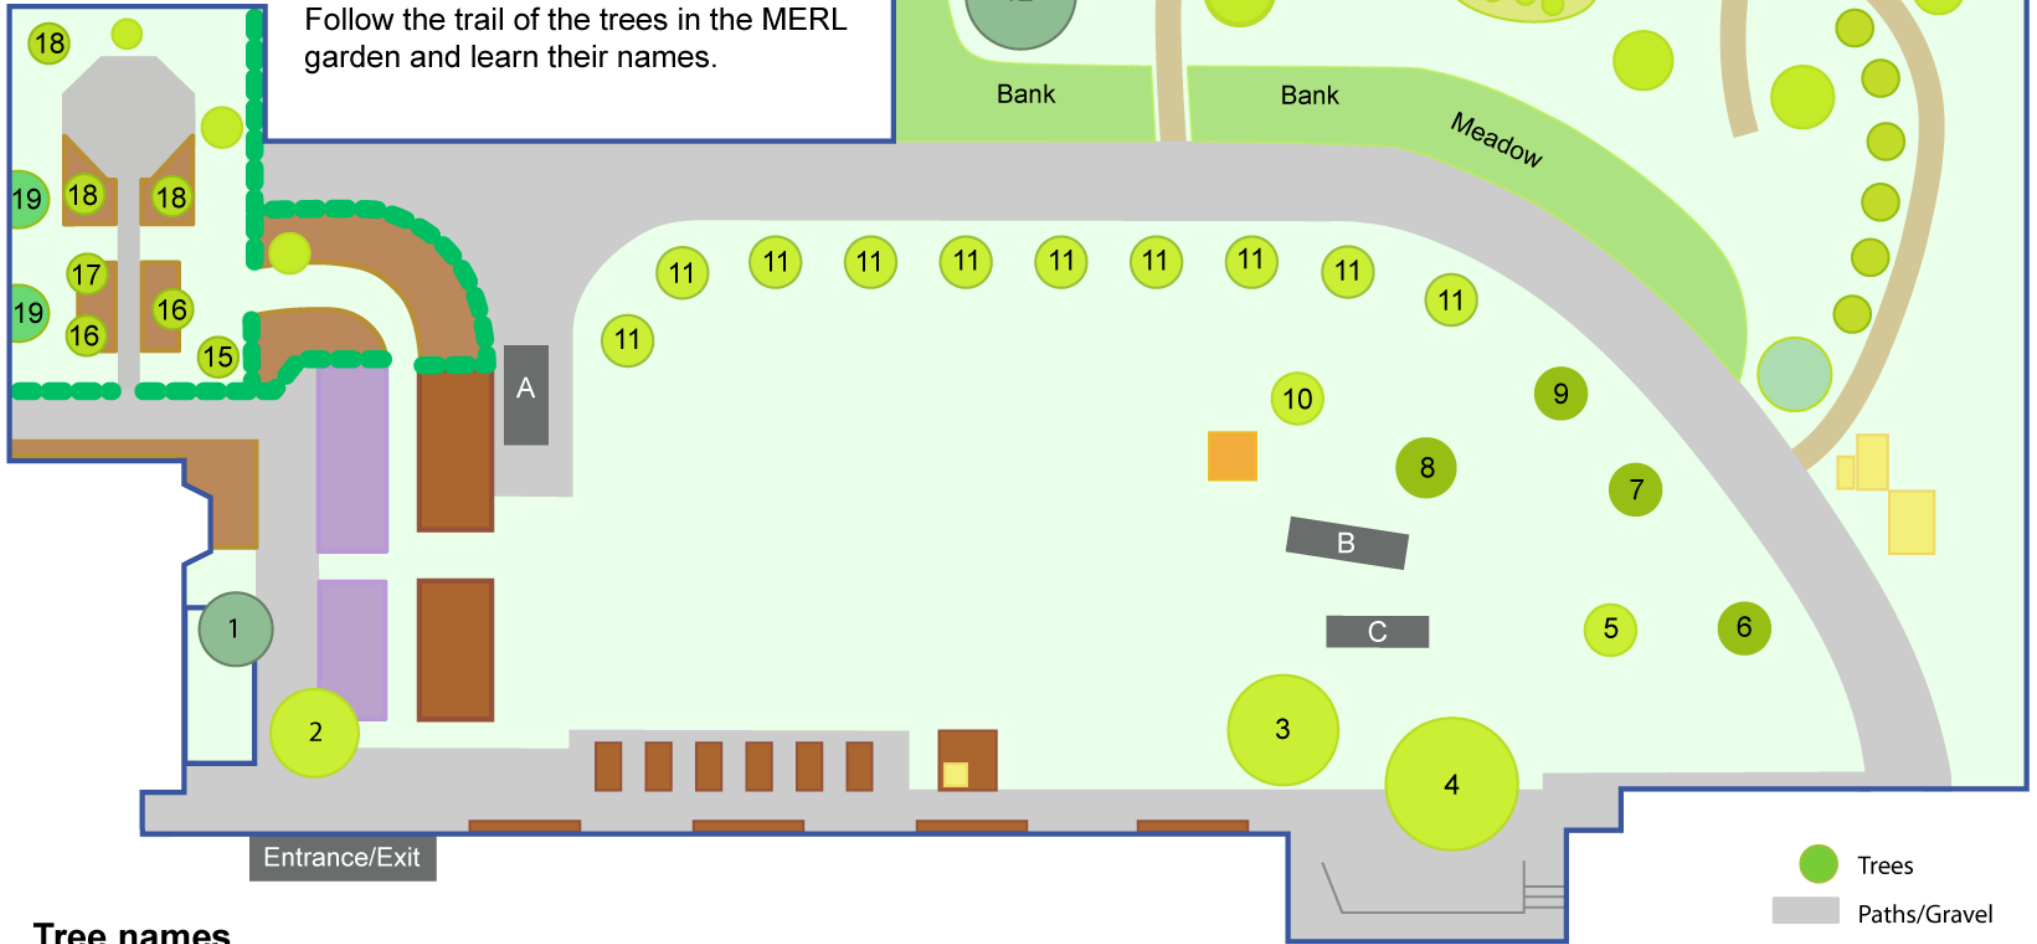 Follow the trail of the trees in the MERL
garden and learn their names.
18
Bank
Bank
Meadow
19
18
18
17
19
16
16
15
11
11
11
11
11
11
11
11
11
11
A
10
9
8
7
B
C
5
6
1
2
3
4
Entrance/Exit
Trees
Paths/Gravel
Tree names